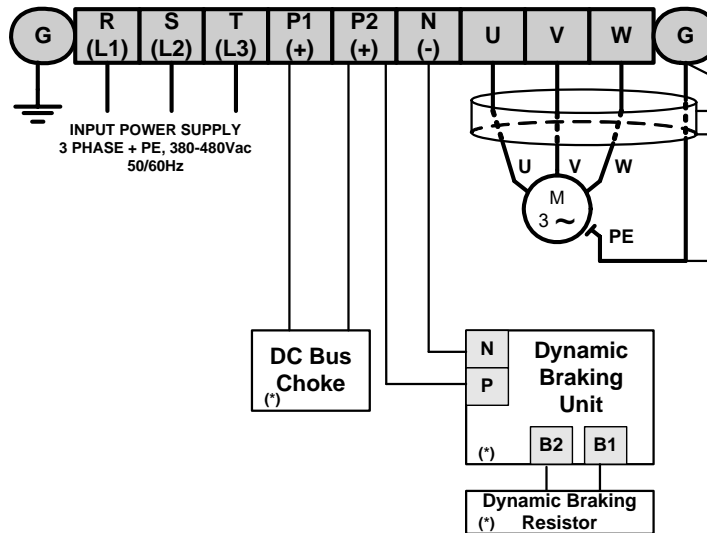 G R (L1) S (L2) T (L3) P1 (+) P2 (+) N (-) U V W G
INPUT POWER SUPPLY
3 PHASE + PE, 380-480Vac
50/60Hz
U V W
M
3 ~
PE
DC Bus
Choke
(*)
N
P
Dynamic
Braking
Unit
(*)
B2 B1
Dynamic Braking
(*) Resistor